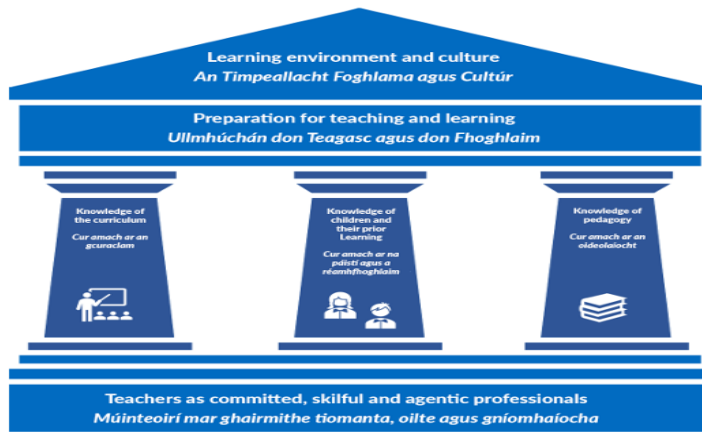 Learning environment and culture
An Timpeallacht Foghlama agus Cultúr
Preparation for teaching and learning
Ullmhúchán don Teagasc agus don Fhoghlaim
Knowledge of
the curriculum
Cur amach ar an
gcuraclam
Knowledge of
children and
their prior
Learning
Cur amach ar na
páistí agus a
réamhfhoghlaim
Knowledge of
pedagogy
Cur amach ar an
oideolaíocht
Teachers as committed, skilful and agentic professionals
Múinteoirí mar ghairmithe tiomanta, oilte agus gníomhaíocha